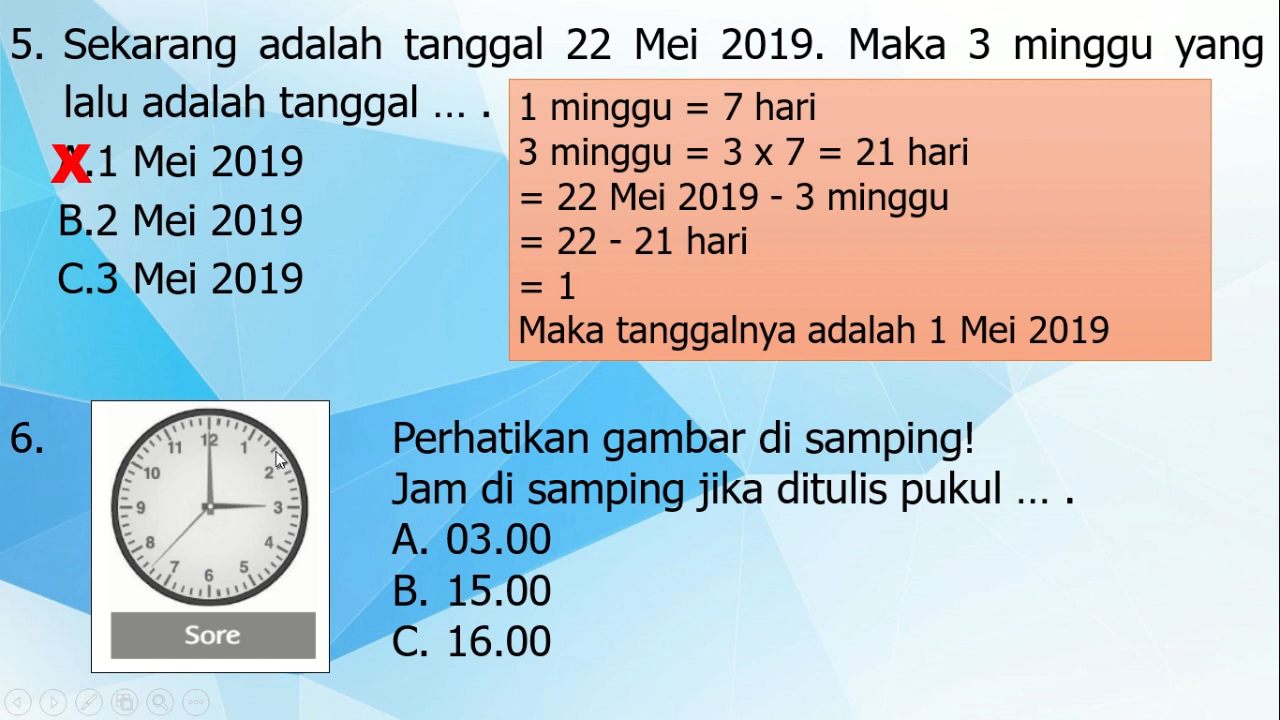 5. Sekarang adalah tanggal 22 Mei 2019. Maka 3 minggu yang
lalu adalah tanggal ... .
X.1 Mei 2019
B.2 Mei 2019
C.3 Mei 2019
1 minggu = 7 hari
3 minggu = 3 x 7 = 21 hari
= 22 Mei 2019 - 3 minggu
= 22 - 21 hari
= 1
Maka tanggalnya adalah 1 Mei 2019
6.
12
1
2
3
4
5
6
7
8
9
10
11
Sore
Perhatikan gambar di samping!
Jam di samping jika ditulis pukul ... .
A. 03.00
B. 15.00
C. 16.00